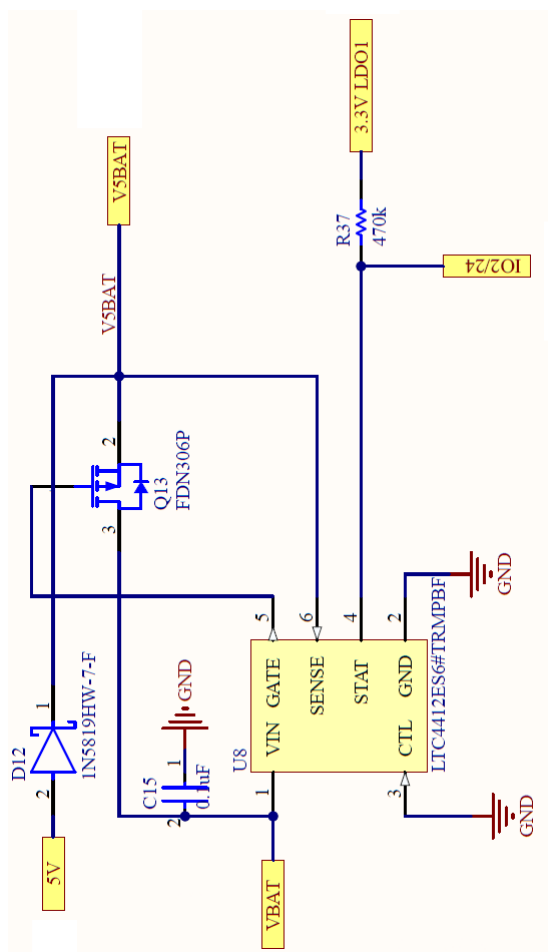 5V
2
1
D12
1N5819HW-7-F
V5BAT
V5BAT
2
3
Q13
FDN306P
3.3V LDO1
R37
470k
IO2/24
GND
1
2
C15
0.1uF
VBAT
U8
1
VIN
GATE
5
SENSE
6
STAT
4
CTL
3
GND
2
LTC4412ES6#TRMPBF
GND
GND